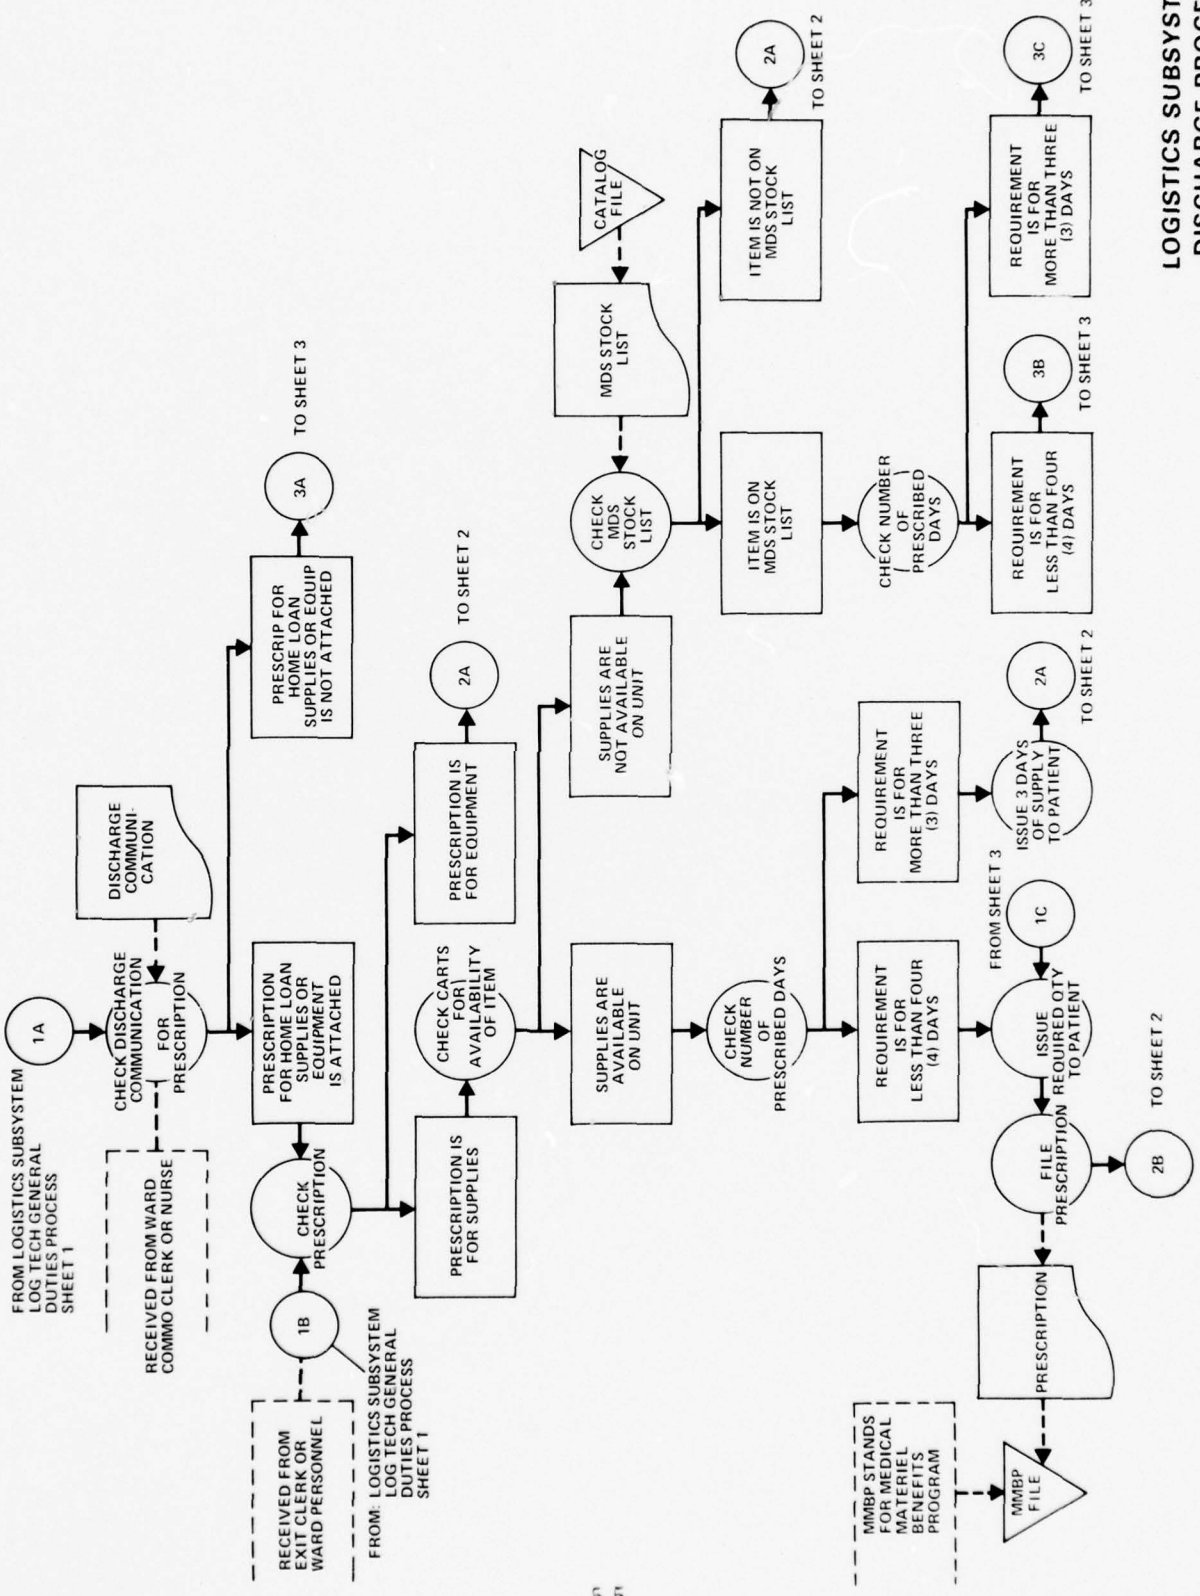 FROM LOGISTICS SUBSYSTEM
LOG TECH GENERAL
DUTIES PROCESS
SHEET 1
1A
RECEIVED FROM WARD
COMMO CLERK OR NURSE
CHECK DISCHARGE
COMMUNICATION
FOR
PRESCRIPTION
DISCHARGE
COMMUNI-
CATION
RECEIVED FROM
EXIT CLERK OR
WARD PERSONNEL
1B
FROM: LOGISTICS SUBSYSTEM
LOG TECH GENERAL
DUTIES PROCESS
SHEET 1
CHECK
PRESCRIPTION
PRESCRIPTION
FOR HOME LOAN
SUPPLIES OR
EQUIPMENT
IS ATTACHED
PRESCRIP FOR
HOME LOAN
SUPPLIES OR EQUIP
IS NOT ATTACHED
3A
TO SHEET 3
PRESCRIPTION IS
FOR SUPPLIES
CHECK CARTS
FOR
AVAILABILITY
OF ITEM
PRESCRIPTION IS
FOR EQUIPMENT
2A
TO SHEET 2
SUPPLIES ARE
AVAILABLE
ON UNIT
SUPPLIES ARE
NOT AVAILABLE
ON UNIT
CHECK
MDS
STOCK
LIST
MDS STOCK
LIST
CATALOG
FILE
CHECK
NUMBER
OF
PRESCRIBED DAYS
ITEM IS ON
MDS STOCK
LIST
ITEM IS NOT ON
MDS STOCK
LIST
2A
TO SHEET 2
MMBP STANDS
FOR MEDICAL
MATERIEL
BENEFITS
PROGRAM
REQUIREMENT
IS FOR
LESS THAN FOUR
(4) DAYS
REQUIREMENT
IS FOR
MORE THAN THREE
(3) DAYS
CHECK NUMBER
OF
PRESCRIBED
DAYS
MMBP
FILE
PRESCRIPTION
FILE
PRESCRIPTION
ISSUE
REQUIRED QTY
TO PATIENT
1C
FROM SHEET 3
ISSUE 3 DAYS
OF SUPPLY
TO PATIENT
2A
TO SHEET 2
REQUIREMENT
IS FOR
LESS THAN FOUR
(4) DAYS
3B
TO SHEET 3
REQUIREMENT
IS FOR
MORE THAN THREE
(3) DAYS
3C
TO SHEET 3
2B
TO SHEET 2
LOGISTICS SUBSYST